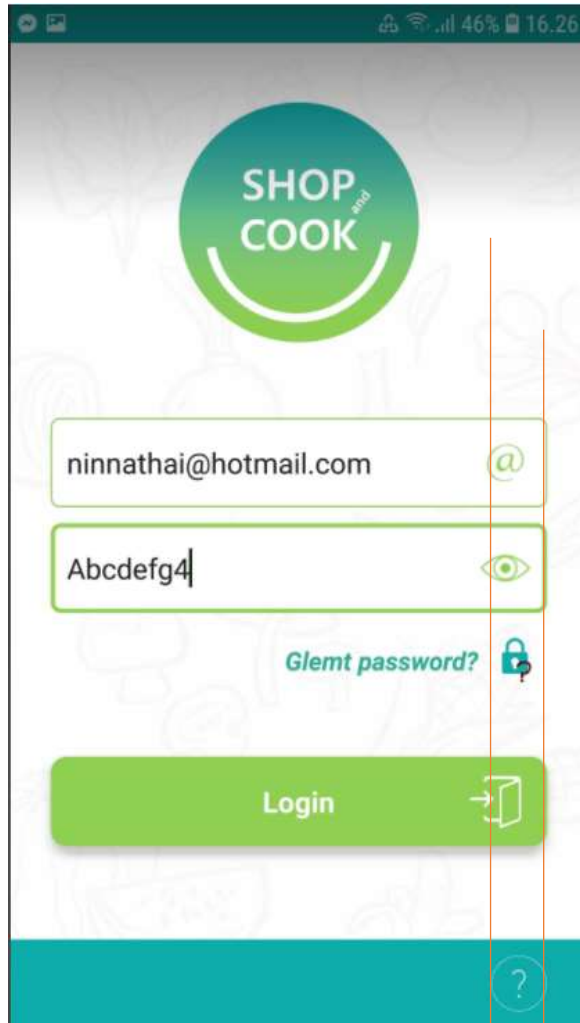 46% 16.26
SHOP
and
COOK
ninnathai@hotmail.com
@
Abcdefg4
Glemt password?
?
Login
?